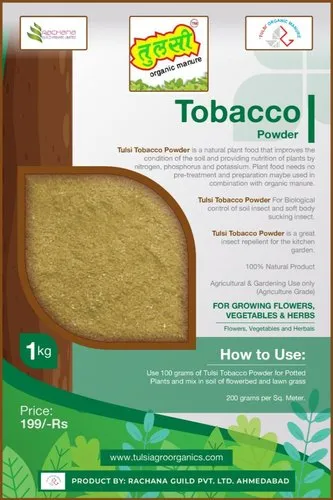 RACHANA
तुलसी
TM
organic manure
TULSI ORGANIC MANURE
Tobacco
Powder
Tulsi Tobacco Powder is a natural plant food that improves the
condition of the soil and providing nutrition of plants by
nitrogen, phosphorus and potassium. Plant food needs no
pre-treatment and preparation maybe used in
combination with organic manure.
Tulsi Tobacco Powder For Biological
control of soil insect and soft body
sucking insect.
Tulsi Tobacco Powder is a great
insect repellent for the kitchen
garden.
100% Natural Product
Agricultural & Gardening Use only
(Agriculture Grade)
FOR GROWING FLOWERS,
VEGETABLES & HERBS
Flowers, Vegetables and Herbals
1kg
How to Use:
Use 100 grams of Tulsi Tobacco Powder for Potted
Plants and mix in soil of flowerbed and lawn grass
200 grams per Sq. Meter.
Price:
199/-Rs
www.tulsiagroorganics.com
PRODUCT BY: RACHANA GUILD PVT. LTD. AHMEDABAD